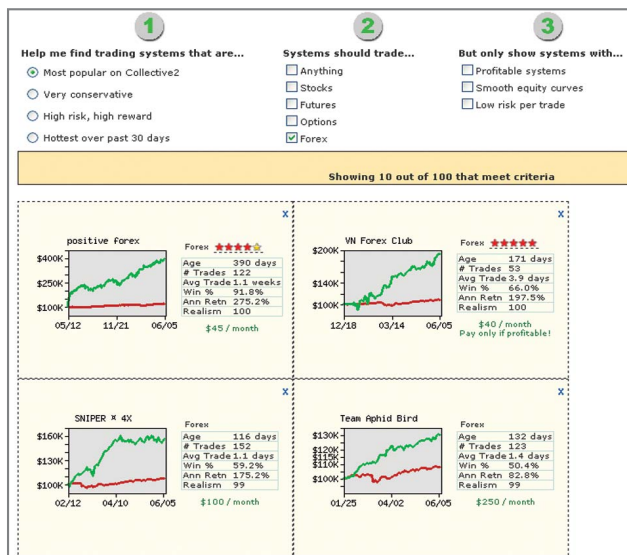 1
2
3
Help me find trading systems that are...
Systems should trade...
But only show systems with...
Most popular on Collective2
Very conservative
High risk, high reward
Hottest over past 30 days
Anything
Stocks
Futures
Options
Forex
Profitable systems
Smooth equity curves
Low risk per trade
Showing 10 out of 100 that meet criteria
x
positive forex
$400K
$250K
$100K
05/12 11/21 06/05
Forex
Age 390 days
# Trades 122
Avg Trade 1.1 weeks
Win % 91.8%
Ann Retn 275.2%
Realism 100
$45 / month
x
VN Forex Club
$200K
$100K
12/18 03/14 06/05
Forex
Age 171 days
# Trades 53
Avg Trade 3.9 days
Win % 66.0%
Ann Retn 197.5%
Realism 100
$40 / month
Pay only if profitable!
x
SNIPER * 4X
$160K
$130K
$100K
02/12 04/10 06/05
Forex
Age 116 days
# Trades 152
Avg Trade 1.1 days
Win % 59.2%
Ann Retn 175.2%
Realism 99
$100 / month
x
Team Aphid Bird
$130K
$115K
$110K
$100K
01/25 04/02 06/05
Forex
Age 132 days
# Trades 123
Avg Trade 1.4 days
Win % 50.4%
Ann Retn 82.8%
Realism 99
$250 / month